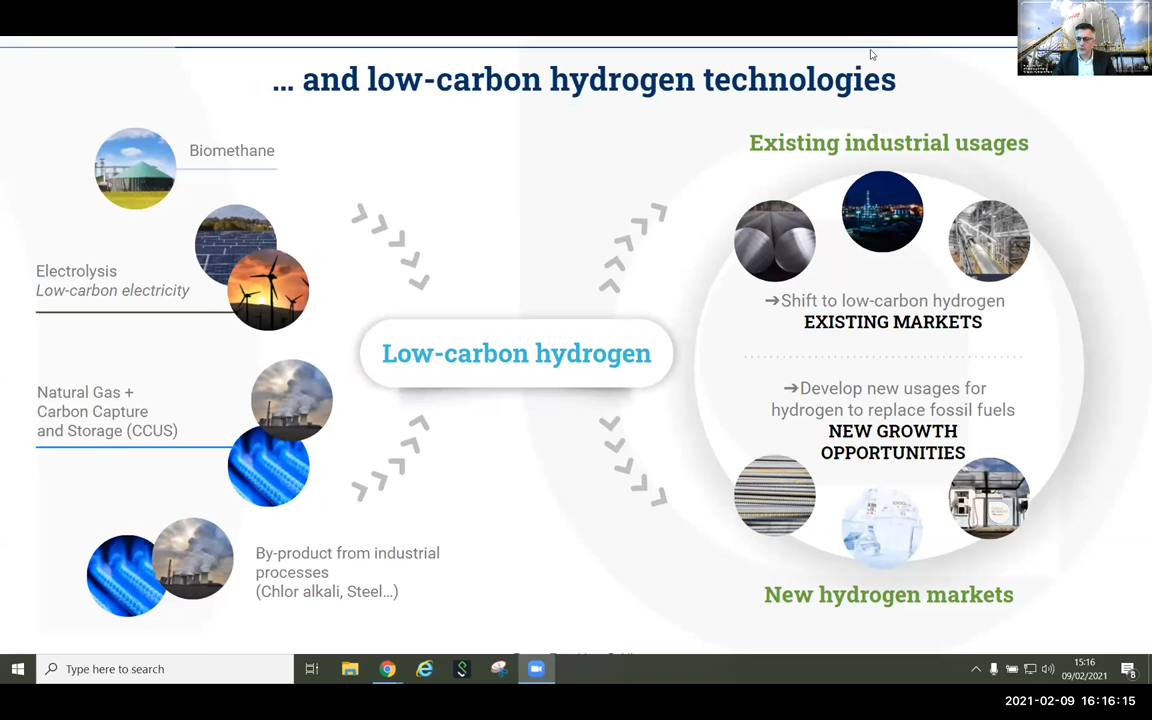 ... and low-carbon hydrogen technologies
Biomethane
Electrolysis
Low-carbon electricity
Natural Gas +
Carbon Capture
and Storage (CCUS)
By-product from industrial
processes
(Chlor alkali, Steel...)
Low-carbon hydrogen
Existing industrial usages
➔Shift to low-carbon hydrogen
EXISTING MARKETS
➔Develop new usages for
hydrogen to replace fossil fuels
NEW GROWTH
OPPORTUNITIES
New hydrogen markets
Type here to search
15:16
09/02/2021
8
2021-02-09 16:16:15